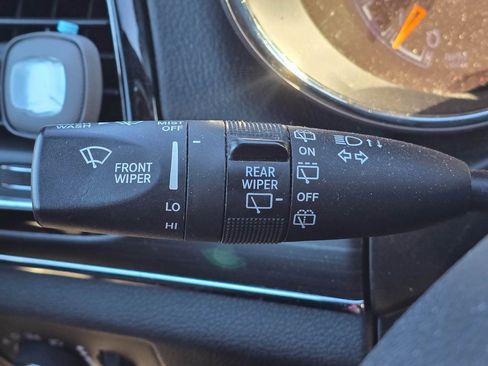 WASH
MIST
OFF
FRONT
WIPER
LO
HI
REAR
WIPER
ON
OFF